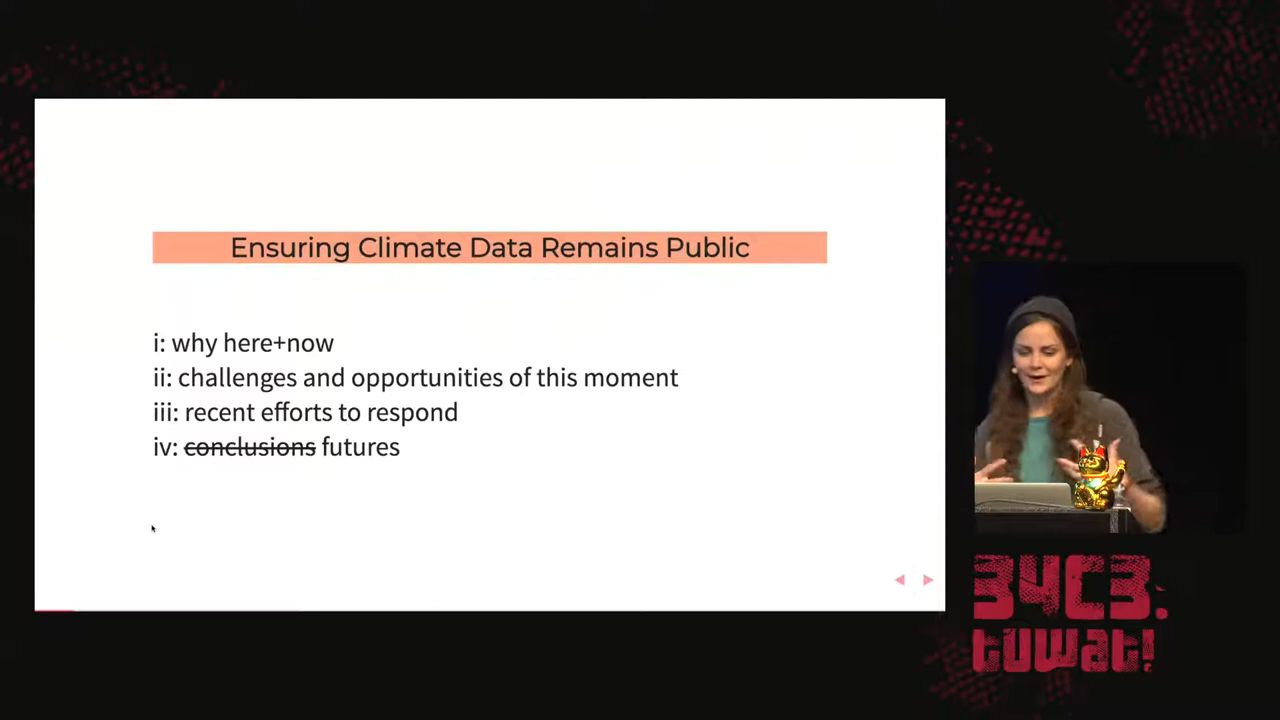 Ensuring Climate Data Remains Public
i: why here+now
ii: challenges and opportunities of this moment
iii: recent efforts to respond
iv: conclusions futures
34C3.
tuwat!